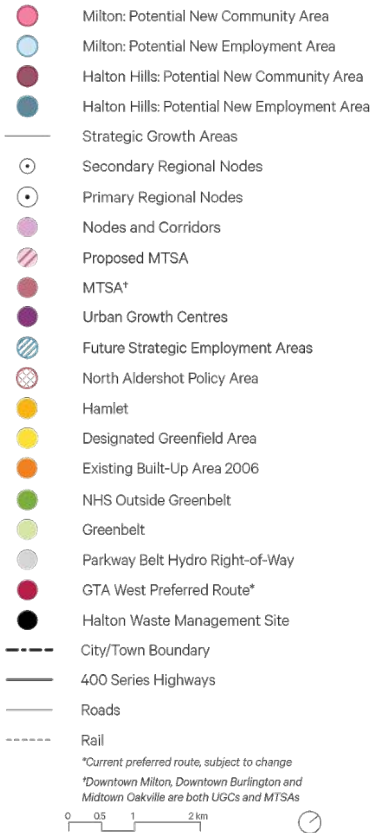 Milton: Potential New Community Area
Milton: Potential New Employment Area
Halton Hills: Potential New Community Area
Halton Hills: Potential New Employment Area
Strategic Growth Areas
Secondary Regional Nodes
Primary Regional Nodes
Nodes and Corridors
Proposed MTSA
MTSA†
Urban Growth Centres
Future Strategic Employment Areas
North Aldershot Policy Area
Hamlet
Designated Greenfield Area
Existing Built-Up Area 2006
NHS Outside Greenbelt
Greenbelt
Parkway Belt Hydro Right-of-Way
GTA West Preferred Route*
Halton Waste Management Site
City/Town Boundary
400 Series Highways
Roads
Rail
*Current preferred route, subject to change
†Downtown Milton, Downtown Burlington and
Midtown Oakville are both UGCs and MTSAs
0 0.5 1 2 km